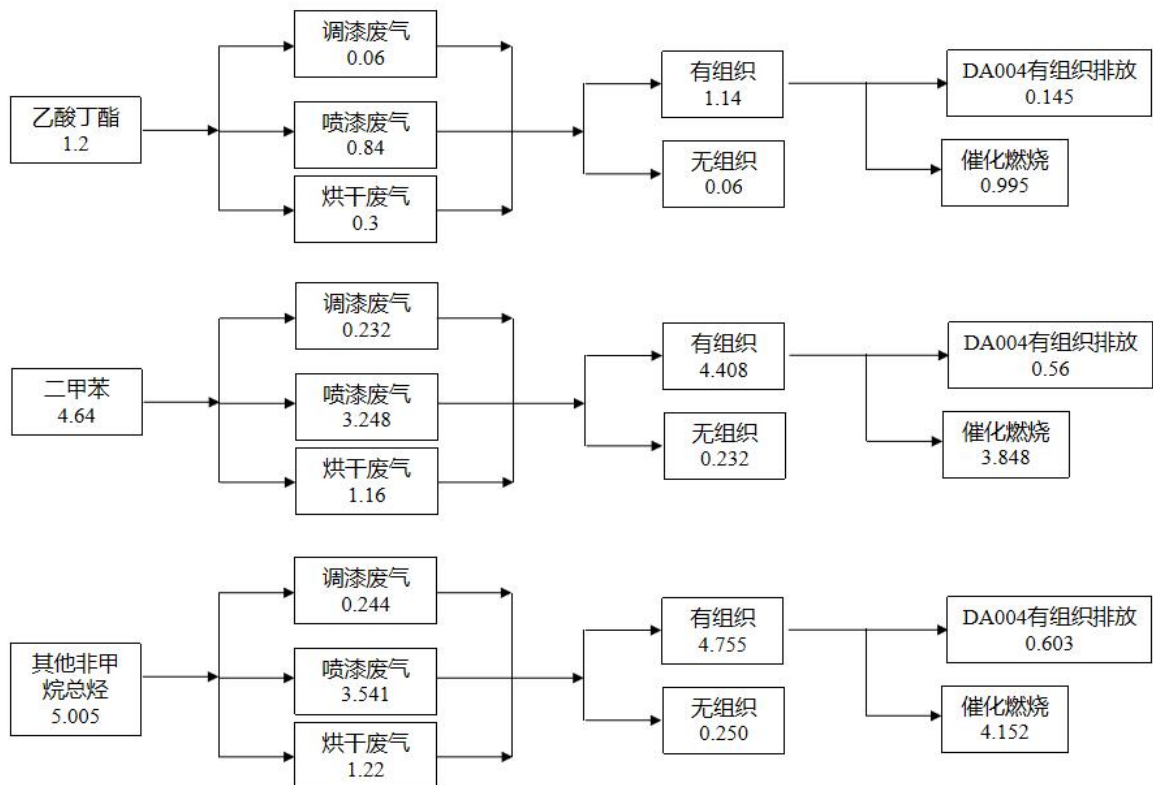 调漆废气
0.06
有组织
1.14
DA004有组织排放
0.145
乙酸丁酯
1.2
喷漆废气
0.84
无组织
0.06
催化燃烧
0.995
烘干废气
0.3
调漆废气
0.232
有组织
4.408
DA004有组织排放
0.56
二甲苯
4.64
喷漆废气
3.248
无组织
0.232
催化燃烧
3.848
烘干废气
1.16
调漆废气
0.244
有组织
4.755
DA004有组织排放
0.603
其他非甲
烷总烃
5.005
喷漆废气
3.541
无组织
0.250
催化燃烧
4.152
烘干废气
1.22